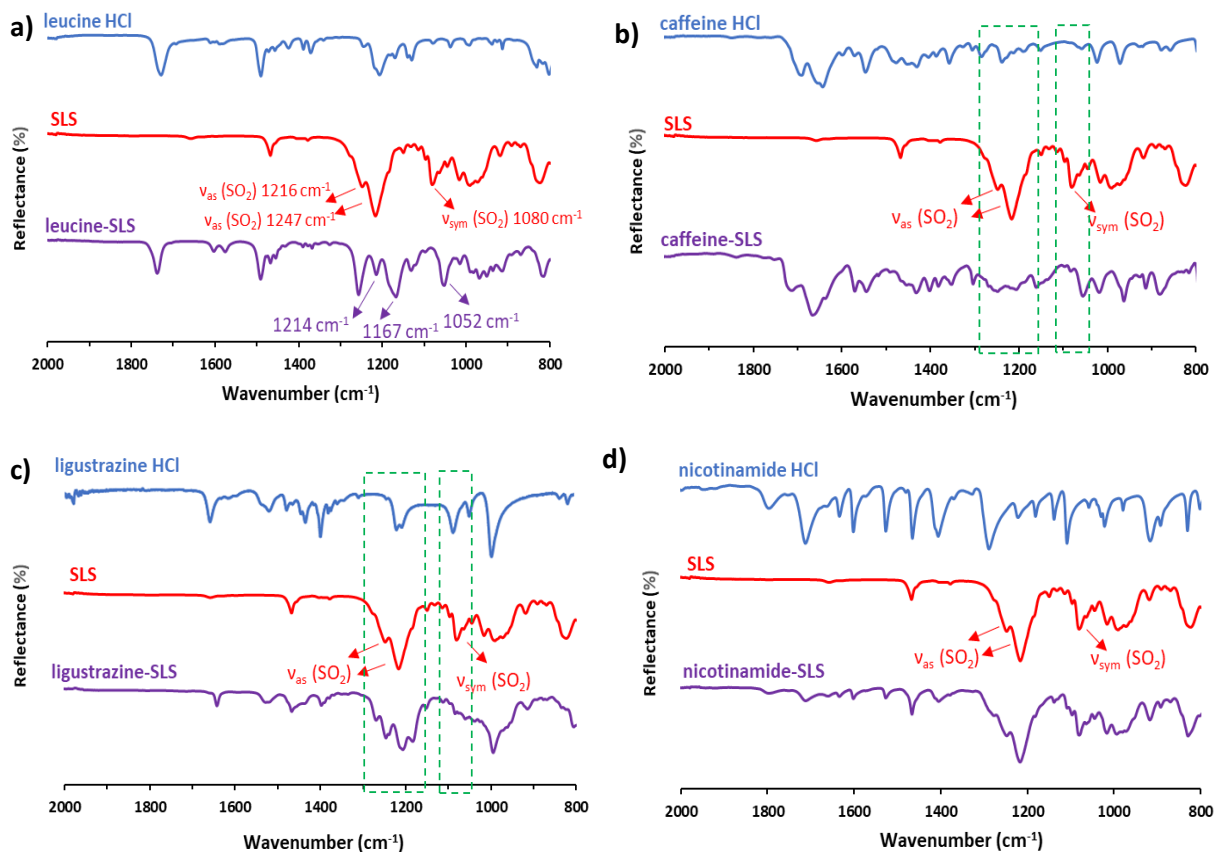 a)
leucine HCl
SLS
νas (SO2) 1216 cm-1
νas (SO2) 1247 cm-1
νsym (SO2) 1080 cm-1
leucine-SLS
1214 cm-1
1167 cm-1
1052 cm-1
Reflectance (%)
2000 1800 1600 1400 1200 1000 800
Wavenumber (cm-1)
b)
caffeine HCl
SLS
νas (SO2)
νsym (SO2)
caffeine-SLS
Reflectance (%)
2000 1800 1600 1400 1200 1000 800
Wavenumber (cm-1)
c)
ligustrazine HCl
SLS
νas (SO2)
νsym (SO2)
ligustrazine-SLS
Reflectance (%)
2000 1800 1600 1400 1200 1000 800
Wavenumber (cm-1)
d)
nicotinamide HCl
SLS
νas (SO2)
νsym (SO2)
nicotinamide-SLS
Reflectance (%)
2000 1800 1600 1400 1200 1000 800
Wavenumber (cm-1)